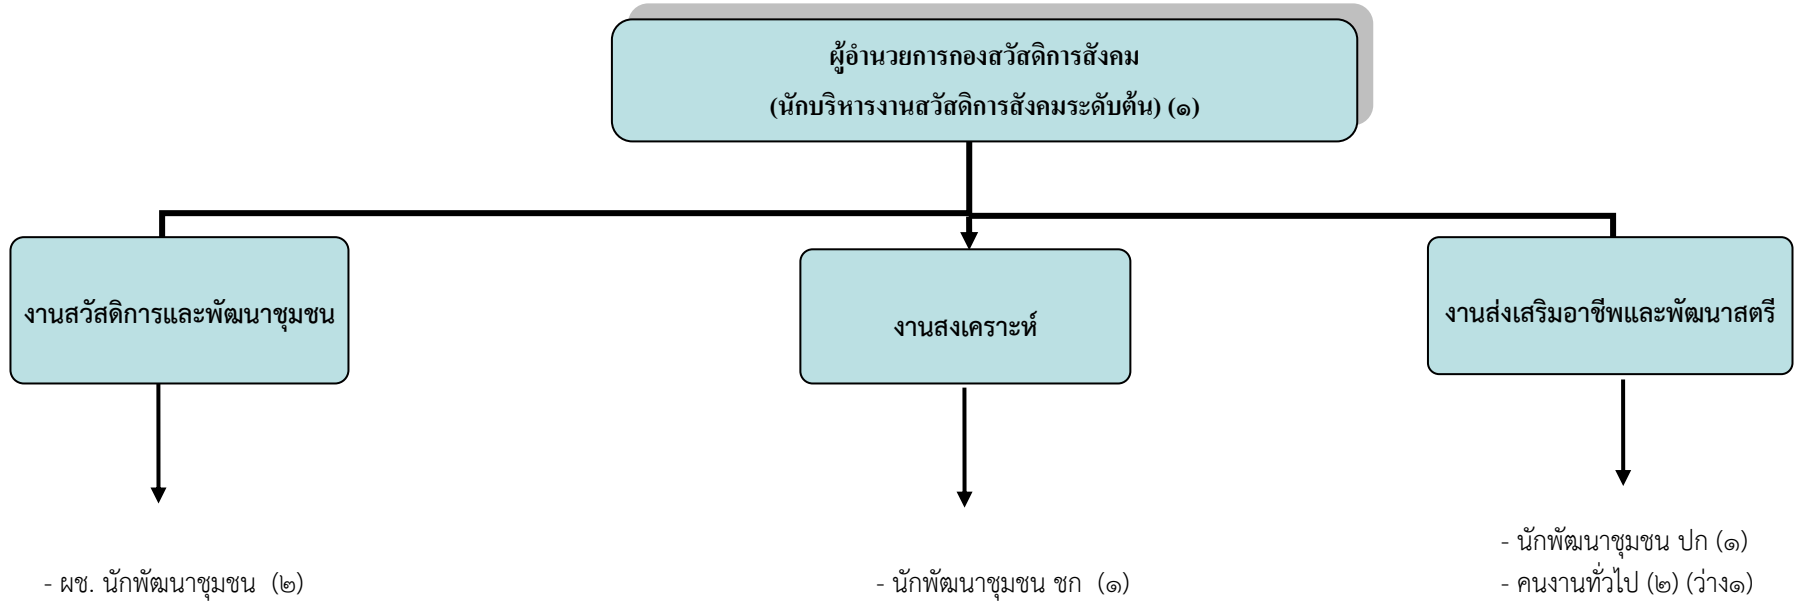 ผู้อำนวยการกองสวัสดิการสังคม
(นักบริหารงานสวัสดิการสังคมระดับต้น) (๑)
งานสวัสดิการและพัฒนาชุมชน
งานสงเคราะห์
งานส่งเสริมอาชีพและพัฒนาสตรี
- ผช. นักพัฒนาชุมชน (๒)
- นักพัฒนาชุมชน ชก (๑)
- นักพัฒนาชุมชน ปก (๑)
- คนงานทั่วไป (๒) (ว่าง๑)